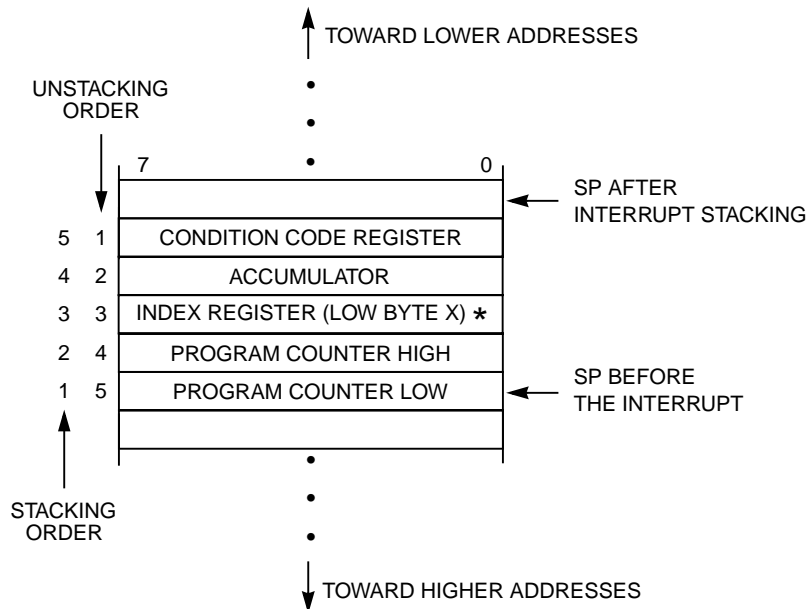 TOWARD LOWER ADDRESSES
UNSTACKING
ORDER
7 0
SP AFTER
INTERRUPT STACKING
5 1 CONDITION CODE REGISTER
4 2 ACCUMULATOR
3 3 INDEX REGISTER (LOW BYTE X) *
2 4 PROGRAM COUNTER HIGH
1 5 PROGRAM COUNTER LOW
SP BEFORE
THE INTERRUPT
STACKING
ORDER
TOWARD HIGHER ADDRESSES